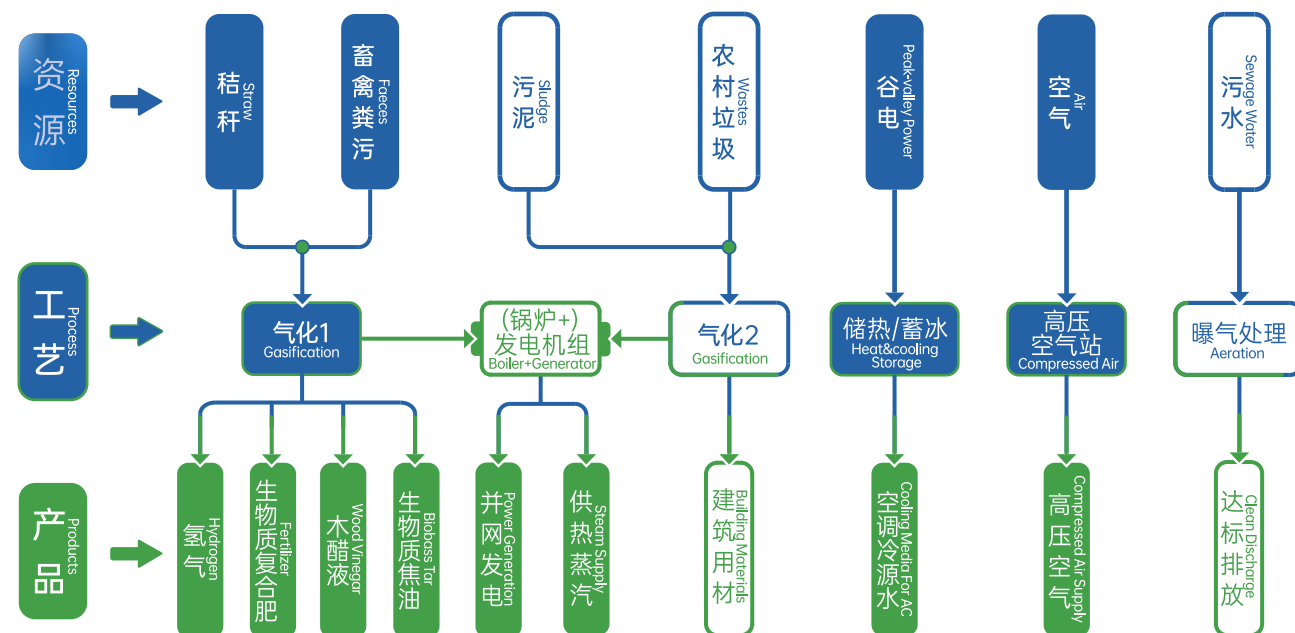 资源
Resources
秸秆
Straw
畜禽粪污
Faeces
污泥
Sludge
农村垃圾
Wastes
谷电
Peak-valley Power
空气
Air
污水
Sewage Water
工艺
Process
气化1
Gasification
(锅炉+)
发电机组
Boiler+Generator
气化2
Gasification
储热/蓄冰
Heat&cooling
Storage
高压
空气站
Compressed Air
曝气处理
Aeration
产品
Products
氢气
Hydrogen
生物质复合肥
Fertilizer
木醋液
Wood Vinegar
生物质焦油
Biobass Tar
并网发电
Power Generation
供热蒸汽
Steam Supply
建筑用材
Building Materials
空调冷源水
Cooling Media For AC
高压空气
Compressed Air Supply
达标排放
Clean Discharge